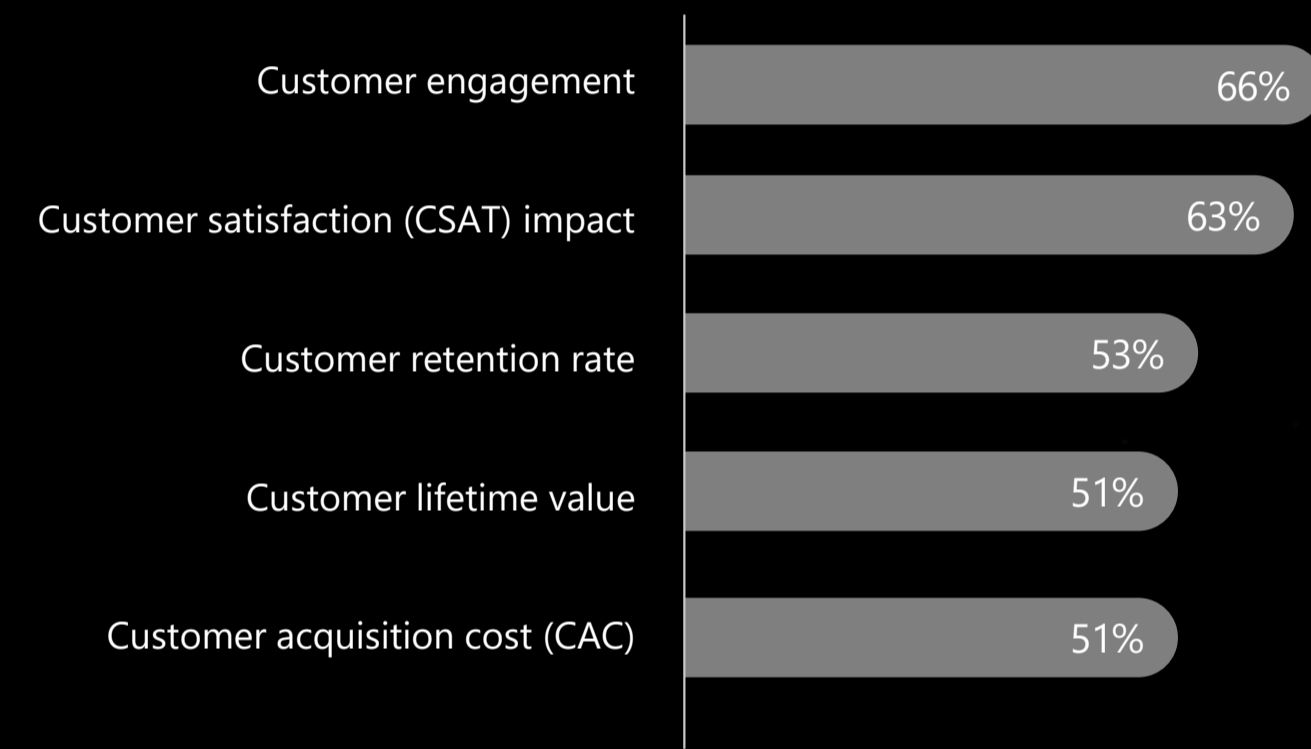 Customer engagement 66%
Customer satisfaction (CSAT) impact 63%
Customer retention rate 53%
Customer lifetime value 51%
Customer acquisition cost (CAC) 51%